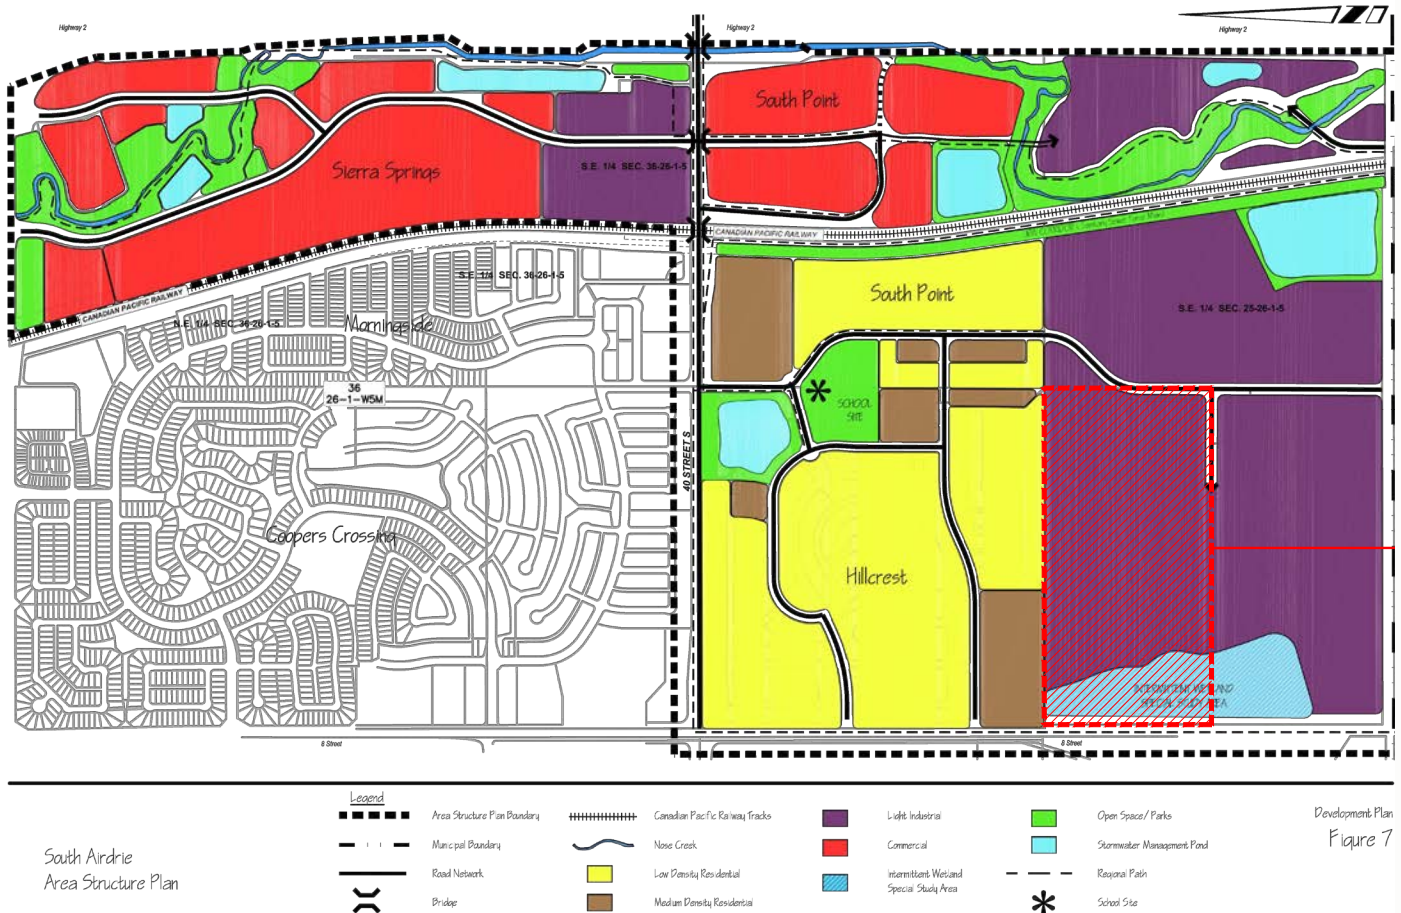 Highway 2
Highway 2
Highway 2
South Point
Sierra Springs
S.E. 1/4 SEC. 36-26-1-5
CANADIAN PACIFIC RAILWAY
S.E. 1/4 SEC. 36-26-1-5
South Point
CANADIAN PACIFIC RAILWAY
N.E. 1/4 SEC. 36-26-1-5
Morningside
S.E. 1/4 SEC. 25-26-1-5
36
26-1-W5M
SCHOOL
SITE
40 STREET S
Coopers Crossing
Hillcrest
INTERMITTENT WETLAND
SPECIAL STUDY AREA
8 Street
8 Street
Legend
Area Structure Plan Boundary
Canadian Pacific Railway Tracks
Light Industrial
Open Space/ Parks
Development Plan
Municipal Boundary
Nose Creek
Commercial
Stormwater Management Pond
Figure 7
South Airdrie
Area Structure Plan
Road Network
Low Density Residential
Intermittent Wetland
Special Study Area
Regional Path
Bridge
Medium Density Residential
School Site